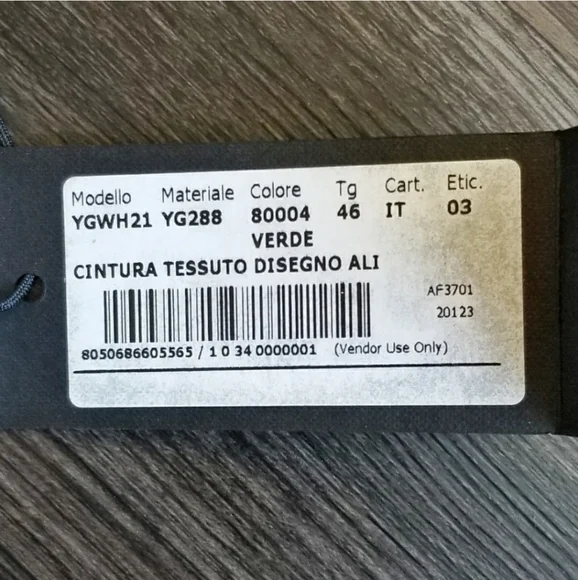 Modello Materiale Colore Tg Cart. Etic.
YGWH21 YG288 80004 46 IT 03
VERDE
CINTURA TESSUTO DISEGNO ALI
AF3701
20123
8050686605565 / 1 0 34 0000001 (Vendor Use Only)